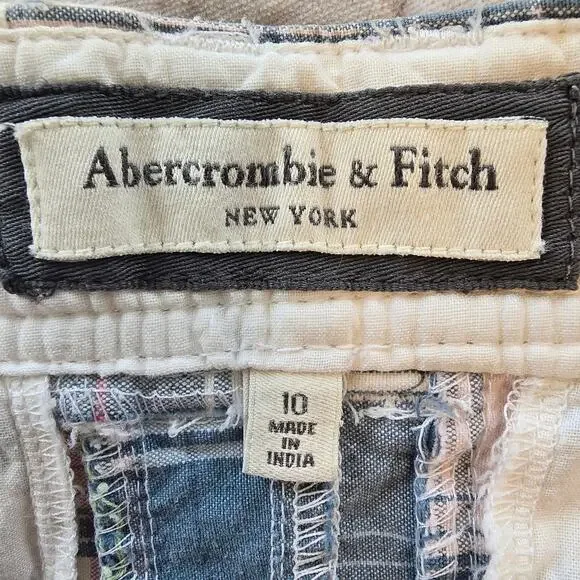 Abercrombie & Fitch
NEW YORK
10
MADE
IN
INDIA